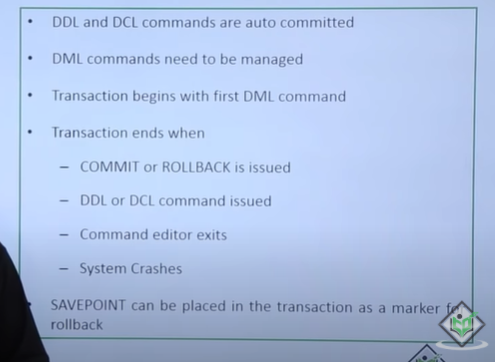 • DDL and DCL commands are auto committed
• DML commands need to be managed
• Transaction begins with first DML command
• Transaction ends when
– COMMIT or ROLLBACK is issued
– DDL or DCL command issued
– Command editor exits
– System Crashes
SAVEPOINT can be placed in the transaction as a marker
rollback